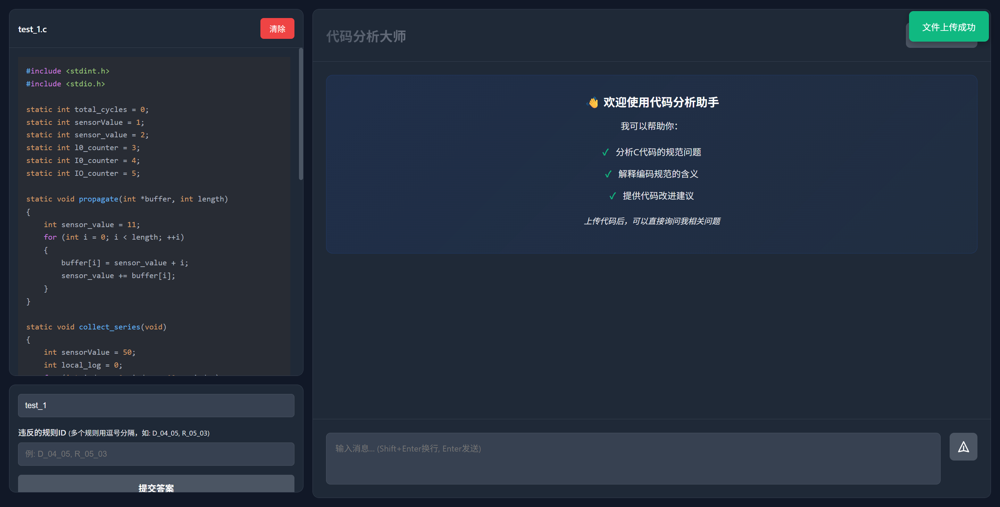 test_1.c
清除
#include <stdint.h>
#include <stdio.h>
static int total_cycles = 0;
static int sensorValue = 1;
static int sensor_value = 2;
static int l0_counter = 3;
static int I0_counter = 4;
static int IO_counter = 5;
static void propagate(int *buffer, int length)
{
    int sensor_value = 11;
    for (int i = 0; i < length; ++i)
    {
        buffer[i] = sensor_value + i;
        sensor_value += buffer[i];
    }
}
static void collect_series(void)
{
    int sensorValue = 50;
    int local_log = 0;
test_1
违反的规则ID (多个规则用逗号分隔，如: D_04_05, R_05_03)
例: D_04_05, R_05_03
提交答案
代码分析大师
文件上传成功
👋 欢迎使用代码分析助手
我可以帮助你：
✓ 分析C代码的规范问题
✓ 解释编码规范的含义
✓ 提供代码改进建议
上传代码后，可以直接询问我相关问题
输入消息... (Shift+Enter换行, Enter发送)